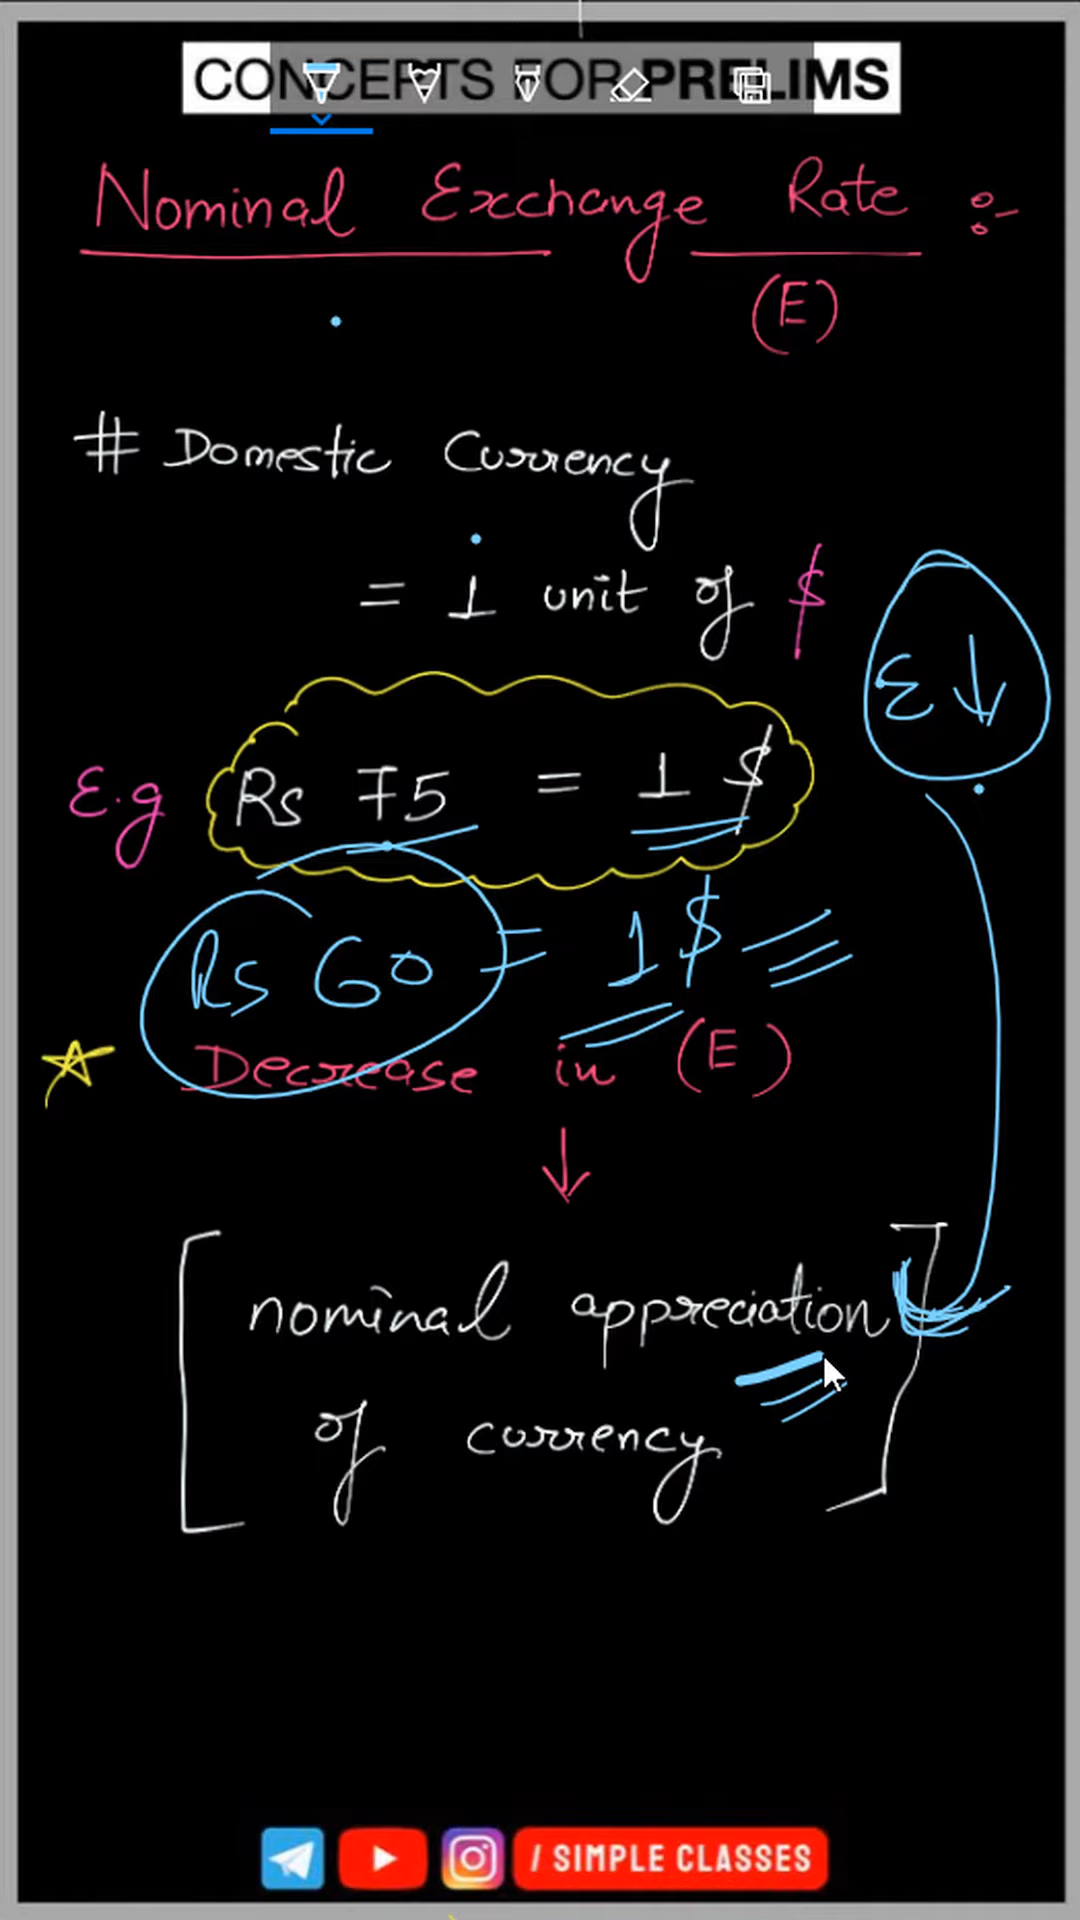 CONCEPTS FOR PRELIMS
Nominal Exchange Rate :-
(E)
# Domestic Currency
= 1 unit of $
E ↓
E.g Rs 75 = 1 $
Rs 60 = 1 $
Decrease in (E)
↓
[nominal appreciation
of currency]
/ SIMPLE CLASSES